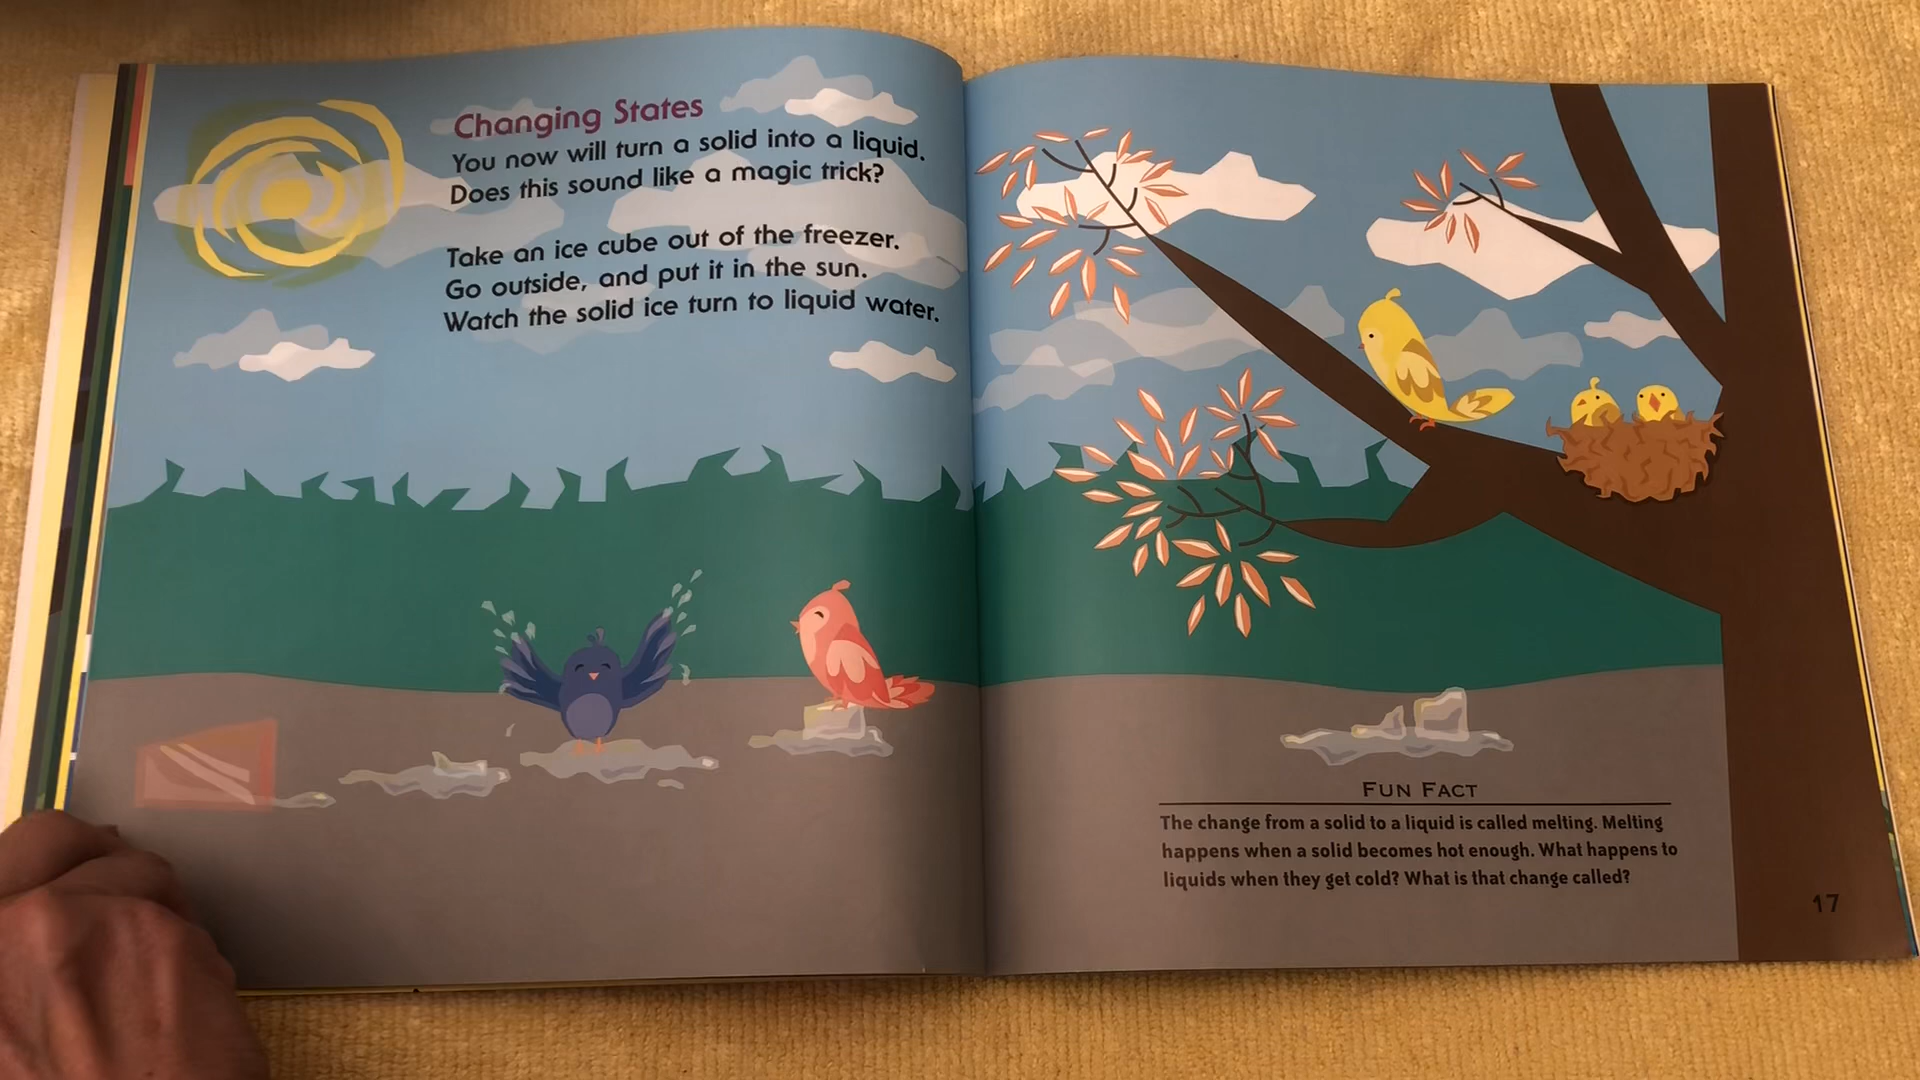 Changing States
You now will turn a solid into a liquid.
Does this sound like a magic trick?
Take an ice cube out of the freezer.
Go outside, and put it in the sun.
Watch the solid ice turn to liquid water.
FUN FACT
The change from a solid to a liquid is called melting. Melting
happens when a solid becomes hot enough. What happens to
liquids when they get cold? What is that change called?
17